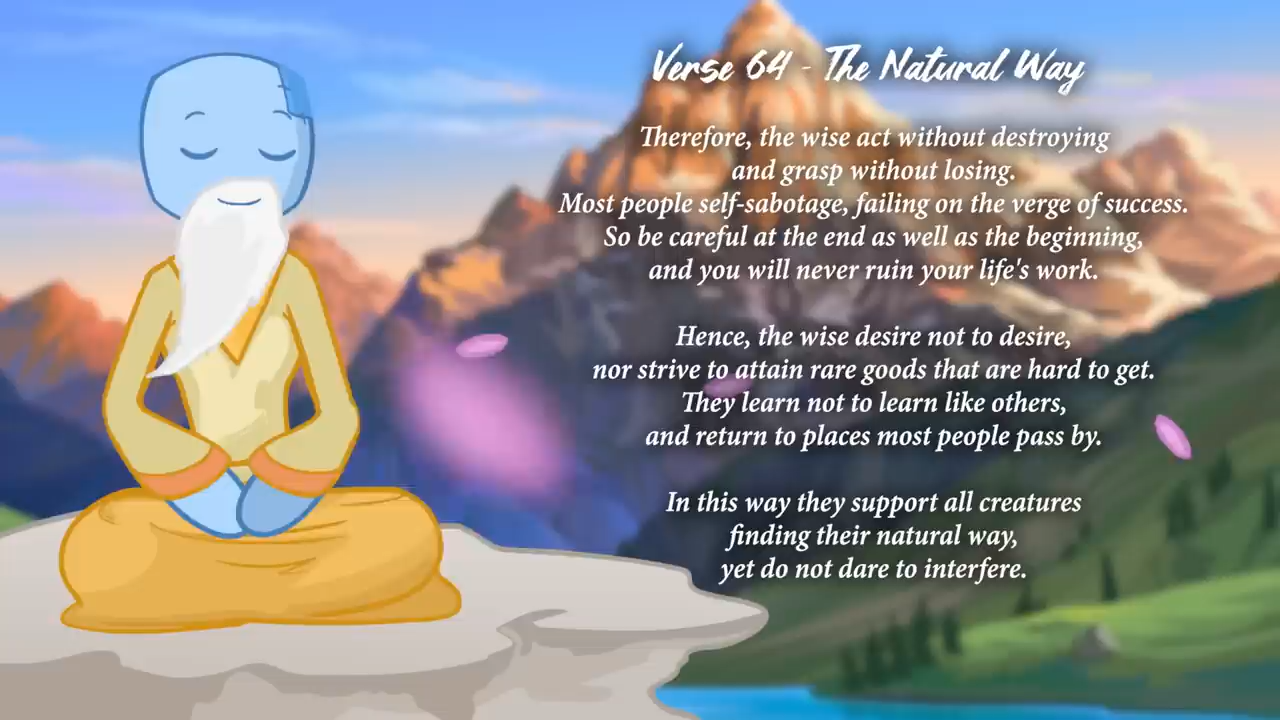 Verse 64 - The Natural Way
Therefore, the wise act without destroying
and grasp without losing.
Most people self-sabotage, failing on the verge of success.
So be careful at the end as well as the beginning,
and you will never ruin your life's work.
Hence, the wise desire not to desire,
nor strive to attain rare goods that are hard to get.
They learn not to learn like others,
and return to places most people pass by.
In this way they support all creatures
finding their natural way,
yet do not dare to interfere.